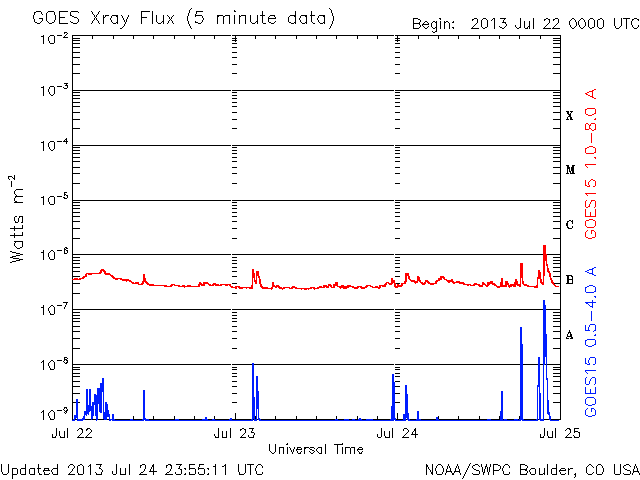 GOES Xray Flux (5 minute data)
Begin: 2013 Jul 22 0000 UTC
10⁻²
10⁻³
10⁻⁴
10⁻⁵
10⁻⁶
10⁻⁷
10⁻⁸
10⁻⁹
Watts m⁻²
X
M
C
B
A
GOES15 1.0-8.0 A
GOES15 0.5-4.0 A
Jul 22 Jul 23 Jul 24 Jul 25
Universal Time
Updated 2013 Jul 24 23:55:11 UTC
NOAA/SWPC Boulder, CO USA